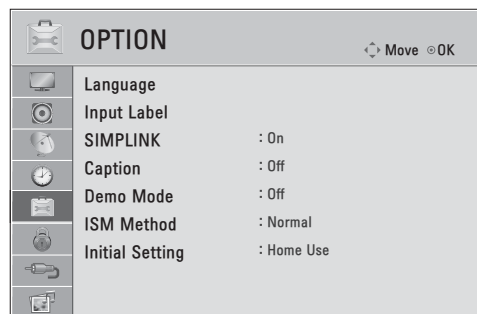 OPTION
Move OK
Language
Input Label
SIMPLINK : On
Caption : Off
Demo Mode : Off
ISM Method : Normal
Initial Setting : Home Use